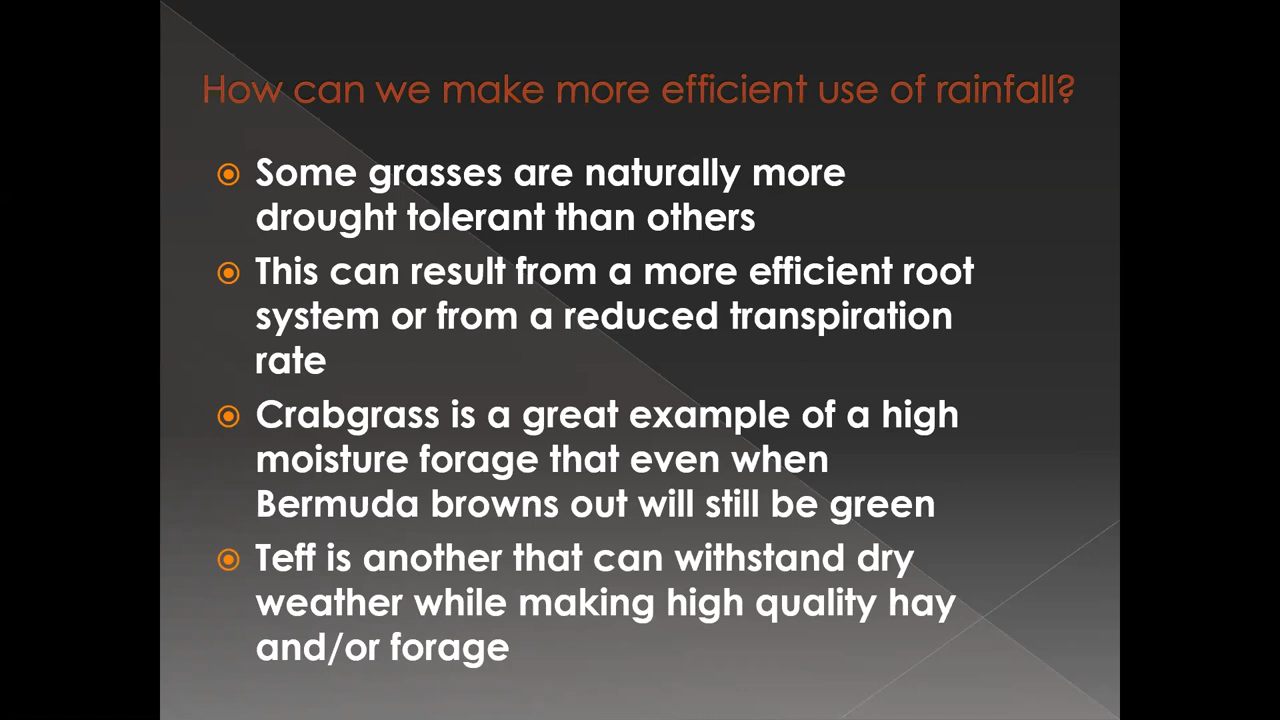 How can we make more efficient use of rainfall?
Some grasses are naturally more
drought tolerant than others
This can result from a more efficient root
system or from a reduced transpiration
rate
Crabgrass is a great example of a high
moisture forage that even when
Bermuda browns out will still be green
Teff is another that can withstand dry
weather while making high quality hay
and/or forage